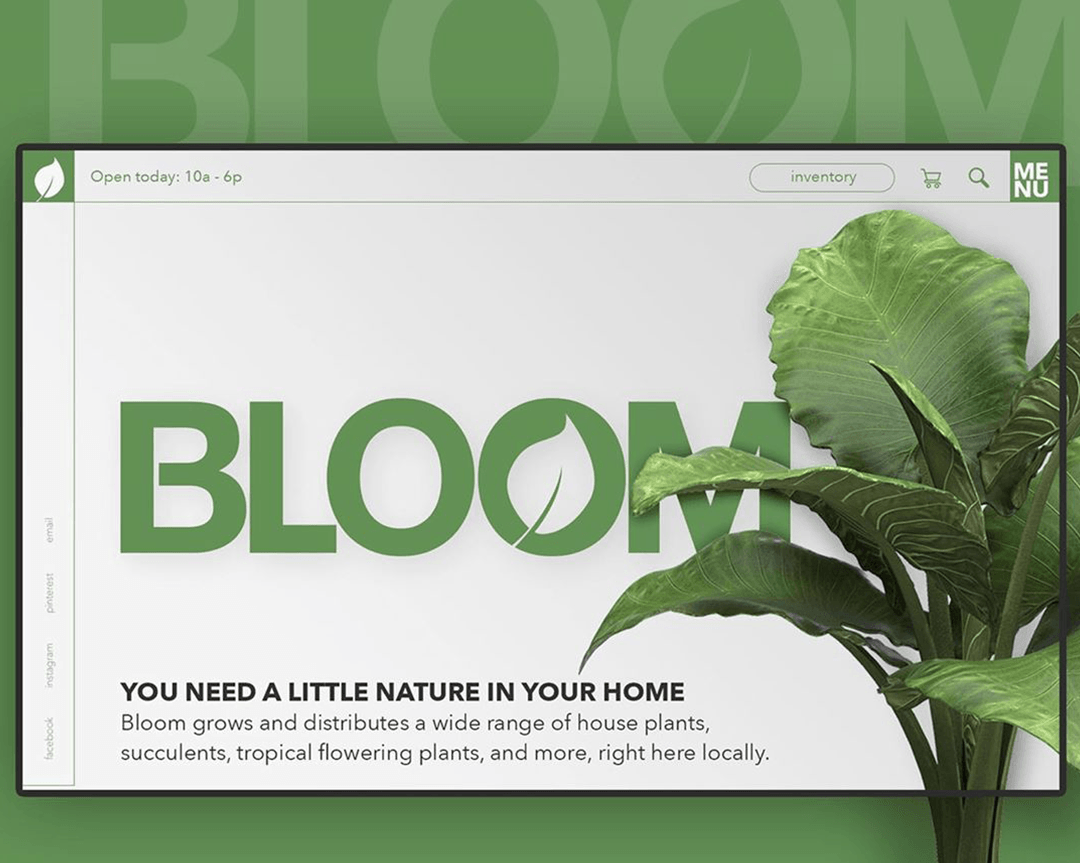 BLOOM
Open today: 10a - 6p
inventory
ME
NU
BLOOM
email
pinterest
instagram
facebook
YOU NEED A LITTLE NATURE IN YOUR HOME
Bloom grows and distributes a wide range of house plants,
succulents, tropical flowering plants, and more, right here locally.